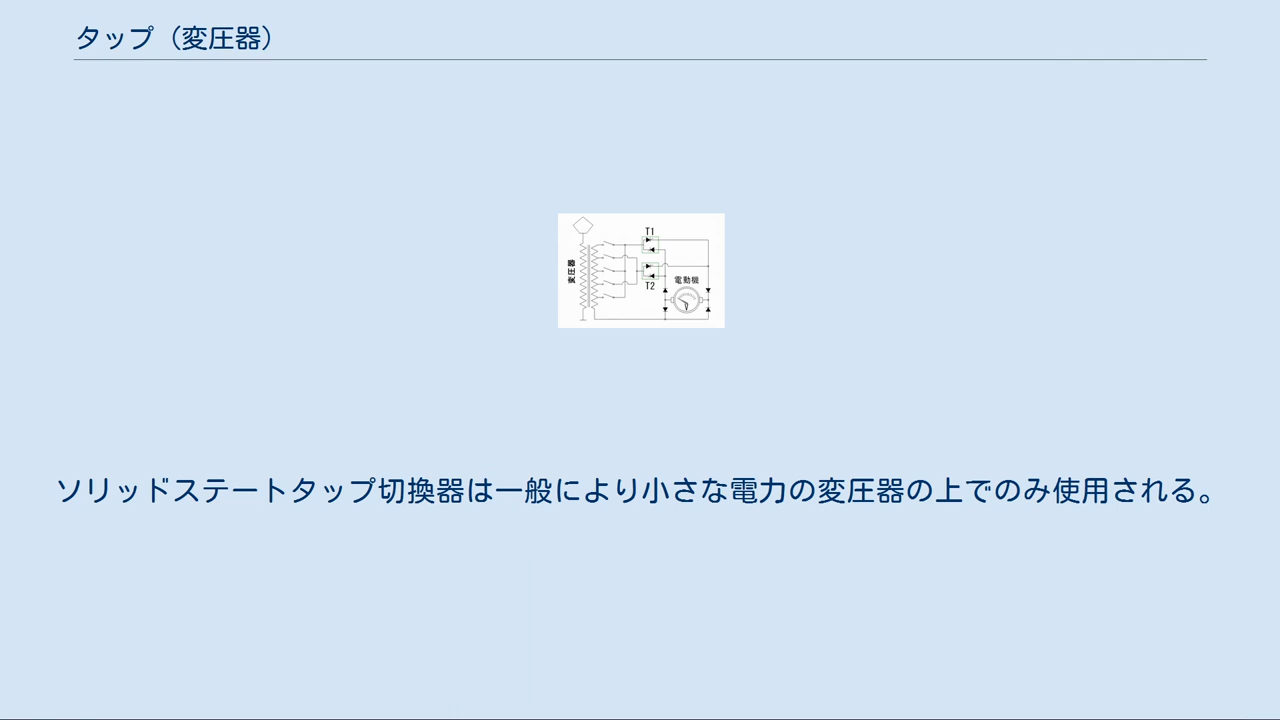 タップ（変圧器）
T1
変圧器
電動機
T2
ソリッドステートタップ切換器は一般により小さな電力の変圧器の上でのみ使用される。